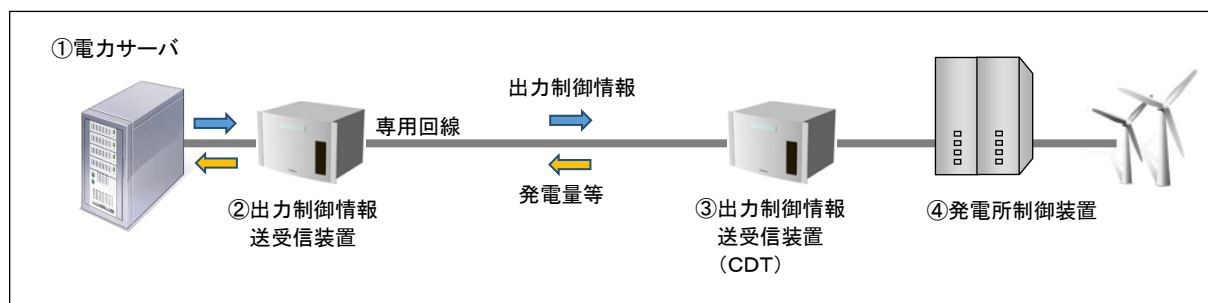 ①電力サーバ
出力制御情報
専用回線
発電量等
②出力制御情報
送受信装置
③出力制御情報
送受信装置
（CDT）
④発電所制御装置